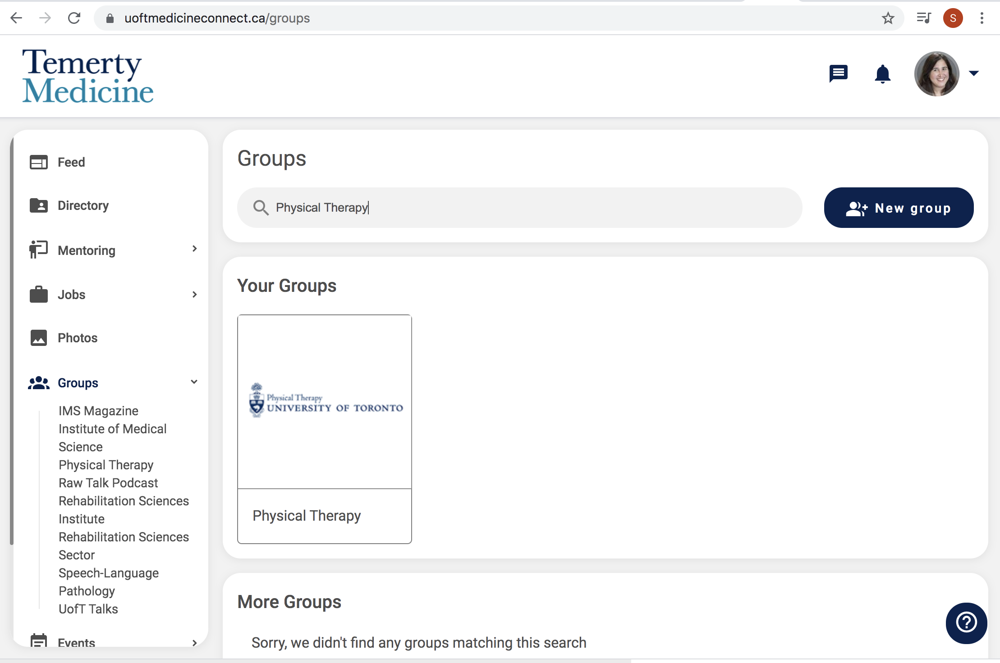 uoftmedicineconnect.ca/groups
S
Temerty
Medicine
Feed
Directory
Mentoring
Jobs
Photos
Groups
IMS Magazine
Institute of Medical
Science
Physical Therapy
Raw Talk Podcast
Rehabilitation Sciences
Institute
Rehabilitation Sciences
Sector
Speech-Language
Pathology
UofT Talks
Events
Groups
Physical Therapy
New group
Your Groups
Physical Therapy
UNIVERSITY OF TORONTO
Physical Therapy
More Groups
Sorry, we didn't find any groups matching this search